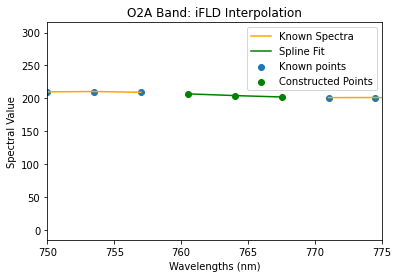 O2A Band: iFLD Interpolation
Known Spectra
Spline Fit
Known points
Constructed Points
Spectral Value
300
250
200
150
100
50
0
750 755 760 765 770 775
Wavelengths (nm)